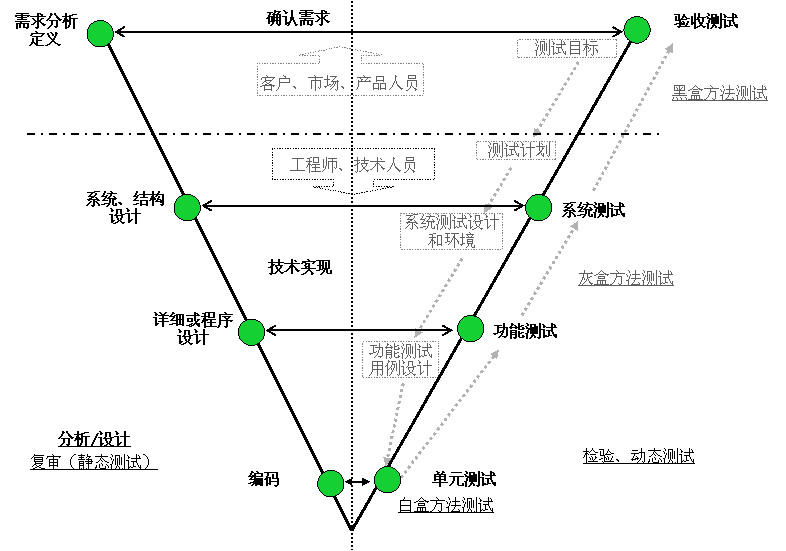 需求分析
定义
确认需求
验收测试
测试目标
客户、市场、产品人员
黑盒方法测试
工程师、技术人员
测试计划
系统、结构
设计
系统测试
系统测试设计
和环境
技术实现
灰盒方法测试
详细或程序
设计
功能测试
功能测试
用例设计
分析/设计
复审（静态测试）
检验、动态测试
编码
单元测试
白盒方法测试